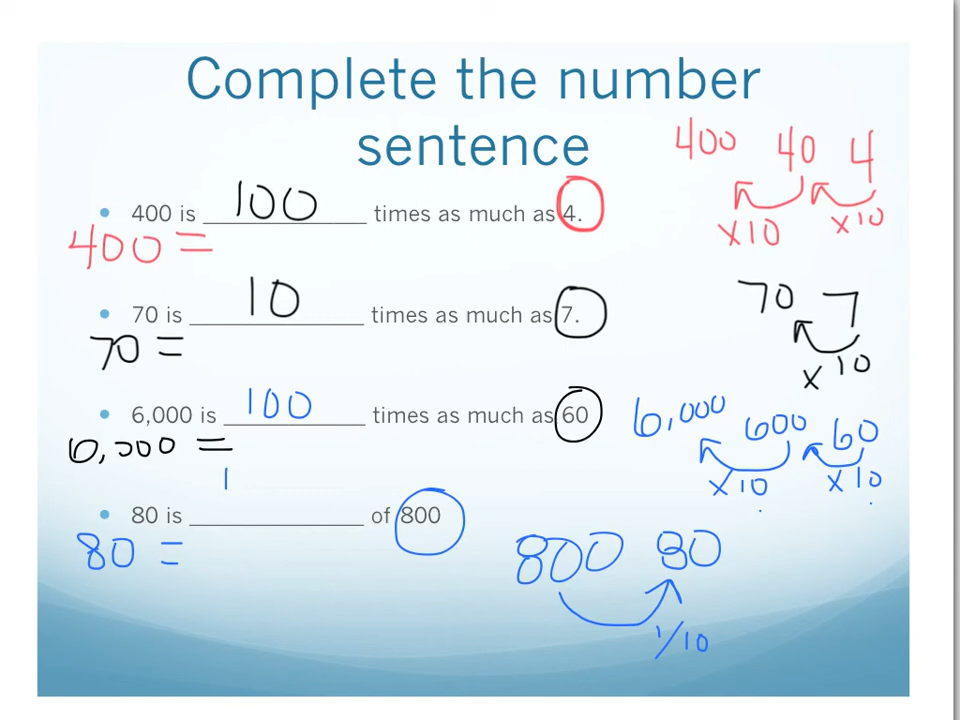 Complete the number
sentence
400 40 4
• 400 is 100 times as much as 4.
x10 x10
400 =
70 7
• 70 is 10 times as much as 7.
70 =
x10
6,000 600 60
• 6,000 is 100 times as much as 60
6,000 =
x10 x10
1
• 80 is ____________ of 800
80 =
800 80
1/10